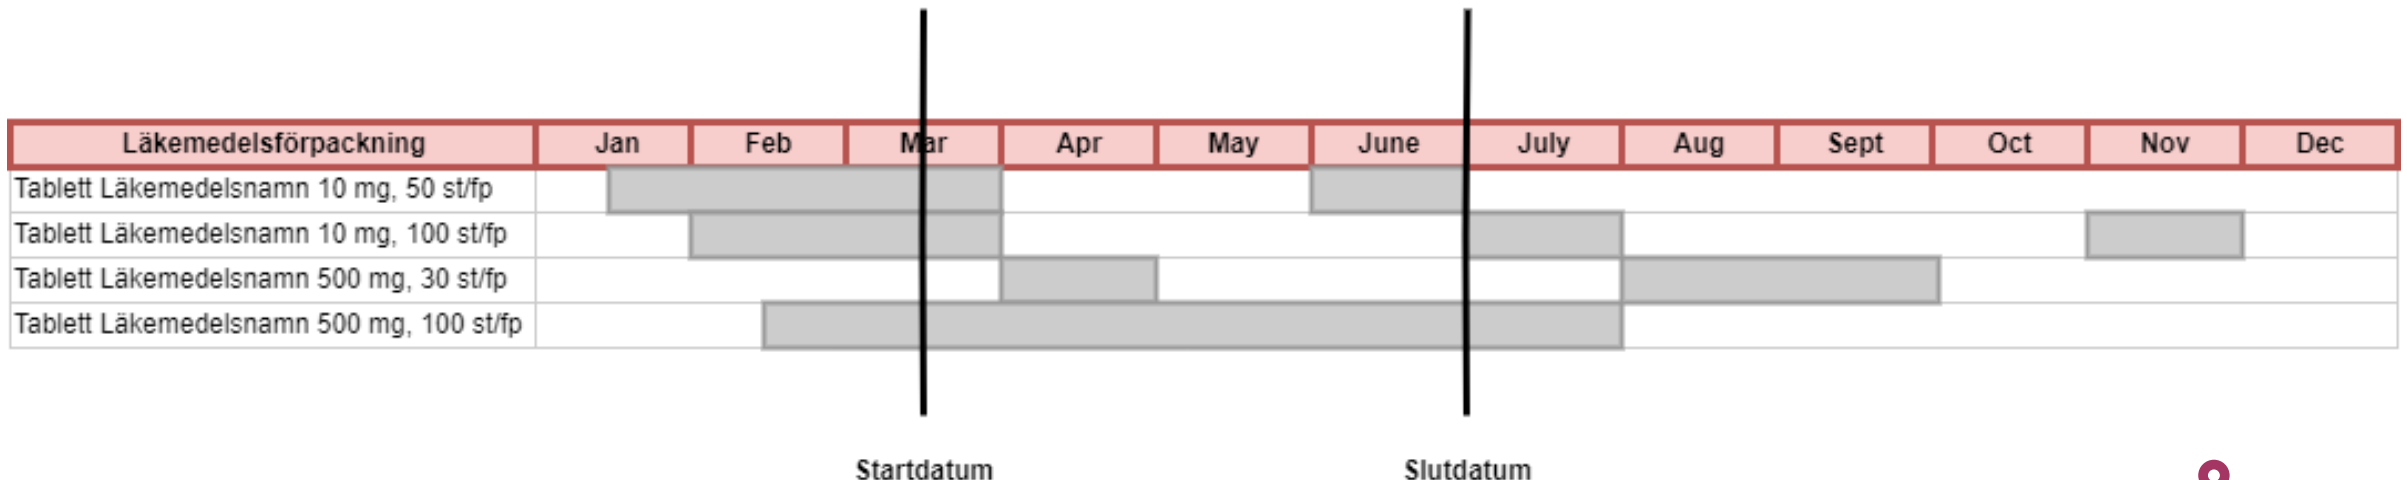 Läkemedelsförpackning Jan Feb Mar Apr May June July Aug Sept Oct Nov Dec
Tablett Läkemedelsnamn 10 mg, 50 st/fp
Tablett Läkemedelsnamn 10 mg, 100 st/fp
Tablett Läkemedelsnamn 500 mg, 30 st/fp
Tablett Läkemedelsnamn 500 mg, 100 st/fp
Startdatum Slutdatum